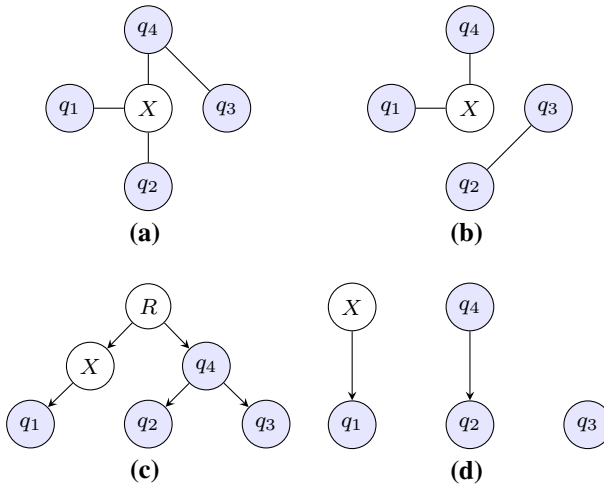 q4 q4
q1 X q3 q1 X q3
q2 q2
(a) (b)
R X q4
X q4
q1 q2 q3 q1 q2 q3
(c) (d)